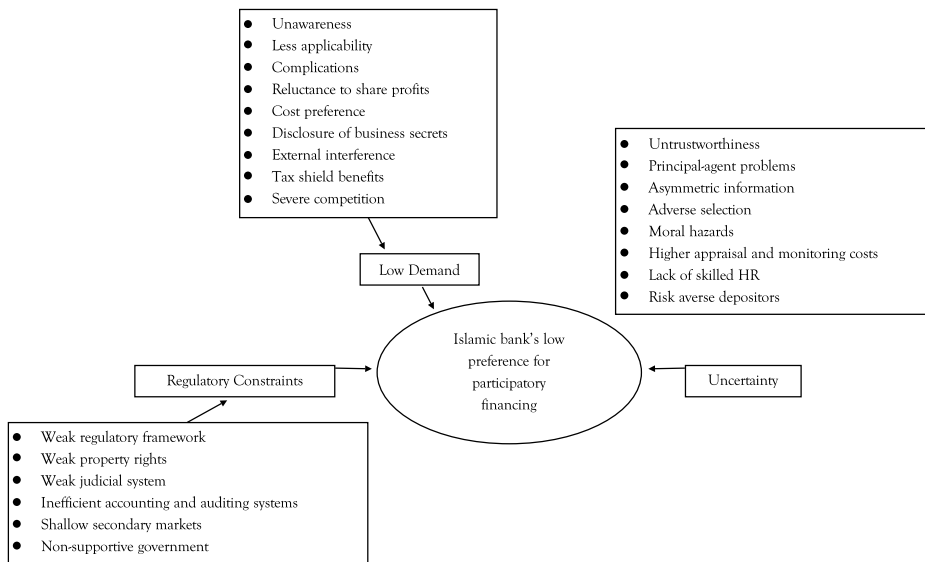 Unawareness
Less applicability
Complications
Reluctance to share profits
Cost preference
Disclosure of business secrets
External interference
Tax shield benefits
Severe competition
Untrustworthiness
Principal-agent problems
Asymmetric information
Adverse selection
Moral hazards
Higher appraisal and monitoring costs
Lack of skilled HR
Risk averse depositors
Low Demand
Islamic bank's low
preference for
participatory
financing
Regulatory Constraints
Uncertainty
Weak regulatory framework
Weak property rights
Weak judicial system
Inefficient accounting and auditing systems
Shallow secondary markets
Non-supportive government